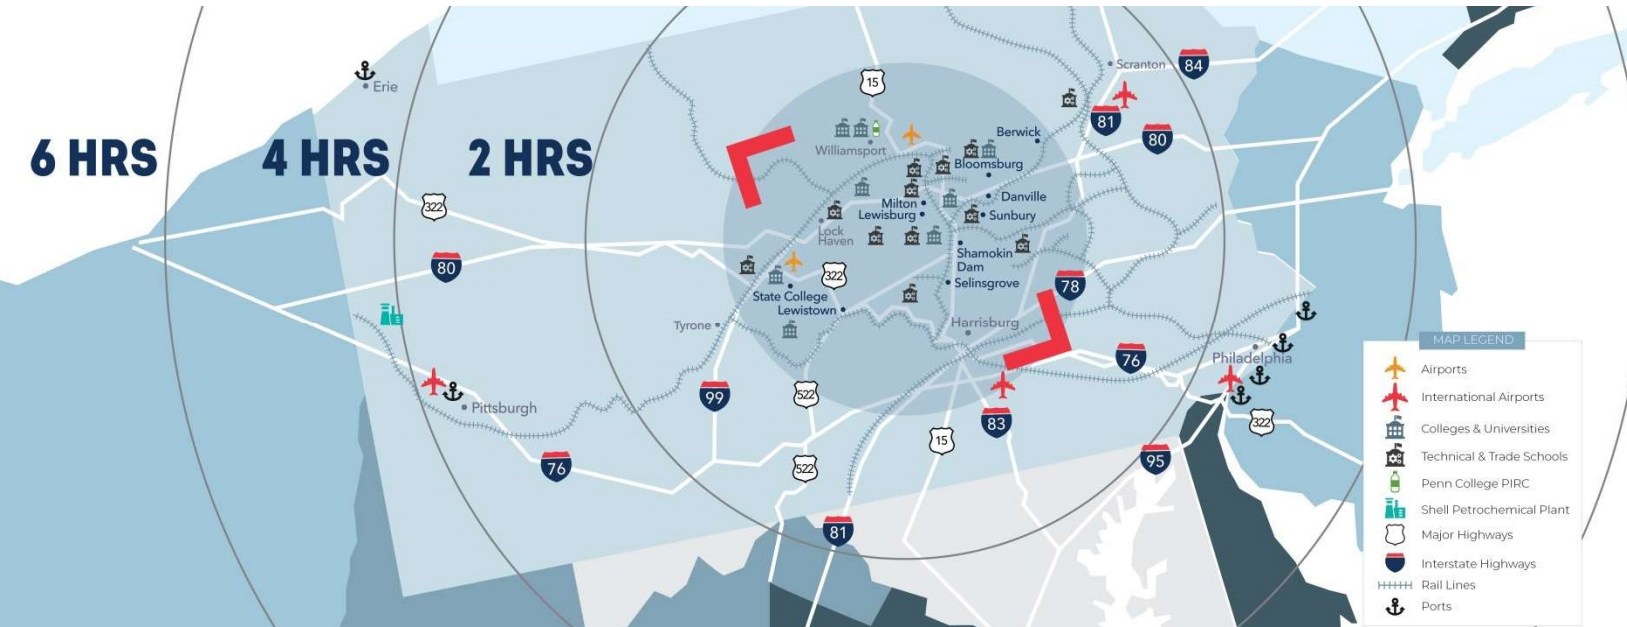 6 HRS
4 HRS
2 HRS
Erie
15
Scranton
84
81
80
Berwick
Williamsport
Bloomsburg
322
Danville
Milton
Lewisburg
Sunbury
Lock
Haven
80
Shamokin
Dam
322
78
State College
Selinsgrove
Lewistown
Tyrone
Harrisburg
76
Philadelphia
99
522
Pittsburgh
83
322
15
76
522
95
81
MAP LEGEND
Airports
International Airports
Colleges & Universities
Technical & Trade Schools
Penn College PIRC
Shell Petrochemical Plant
Major Highways
Interstate Highways
Rail Lines
Ports